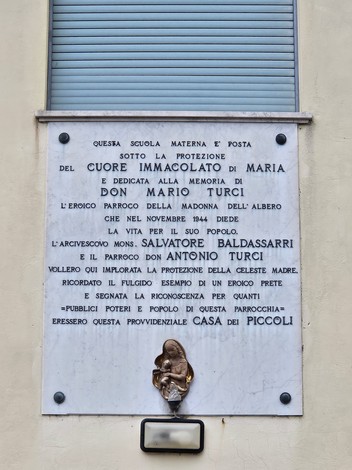 QUESTA SCUOLA MATERNA E' POSTA
SOTTO LA PROTEZIONE
DEL CUORE IMMACOLATO DI MARIA
E DEDICATA ALLA MEMORIA DI
DON MARIO TURCI
L'EROICO PARROCO DELLA MADONNA DELL'ALBERO
CHE NEL NOVEMBRE 1944 DIEDE
LA VITA PER IL SUO POPOLO.
L'ARCIVESCOVO MONS. SALVATORE BALDASSARRI
E IL PARROCO DON ANTONIO TURCI
VOLLERO QUI IMPLORATA LA PROTEZIONE DELLA CELESTE MADRE,
RICORDATO IL FULGIDO ESEMPIO DI UN EROICO PRETE
E SEGNATA LA RICONOSCENZA PER QUANTI
=PUBBLICI POTERI E POPOLO DI QUESTA PARROCCHIA=
ERESSERO QUESTA PROVVIDENZIALE CASA DEI PICCOLI